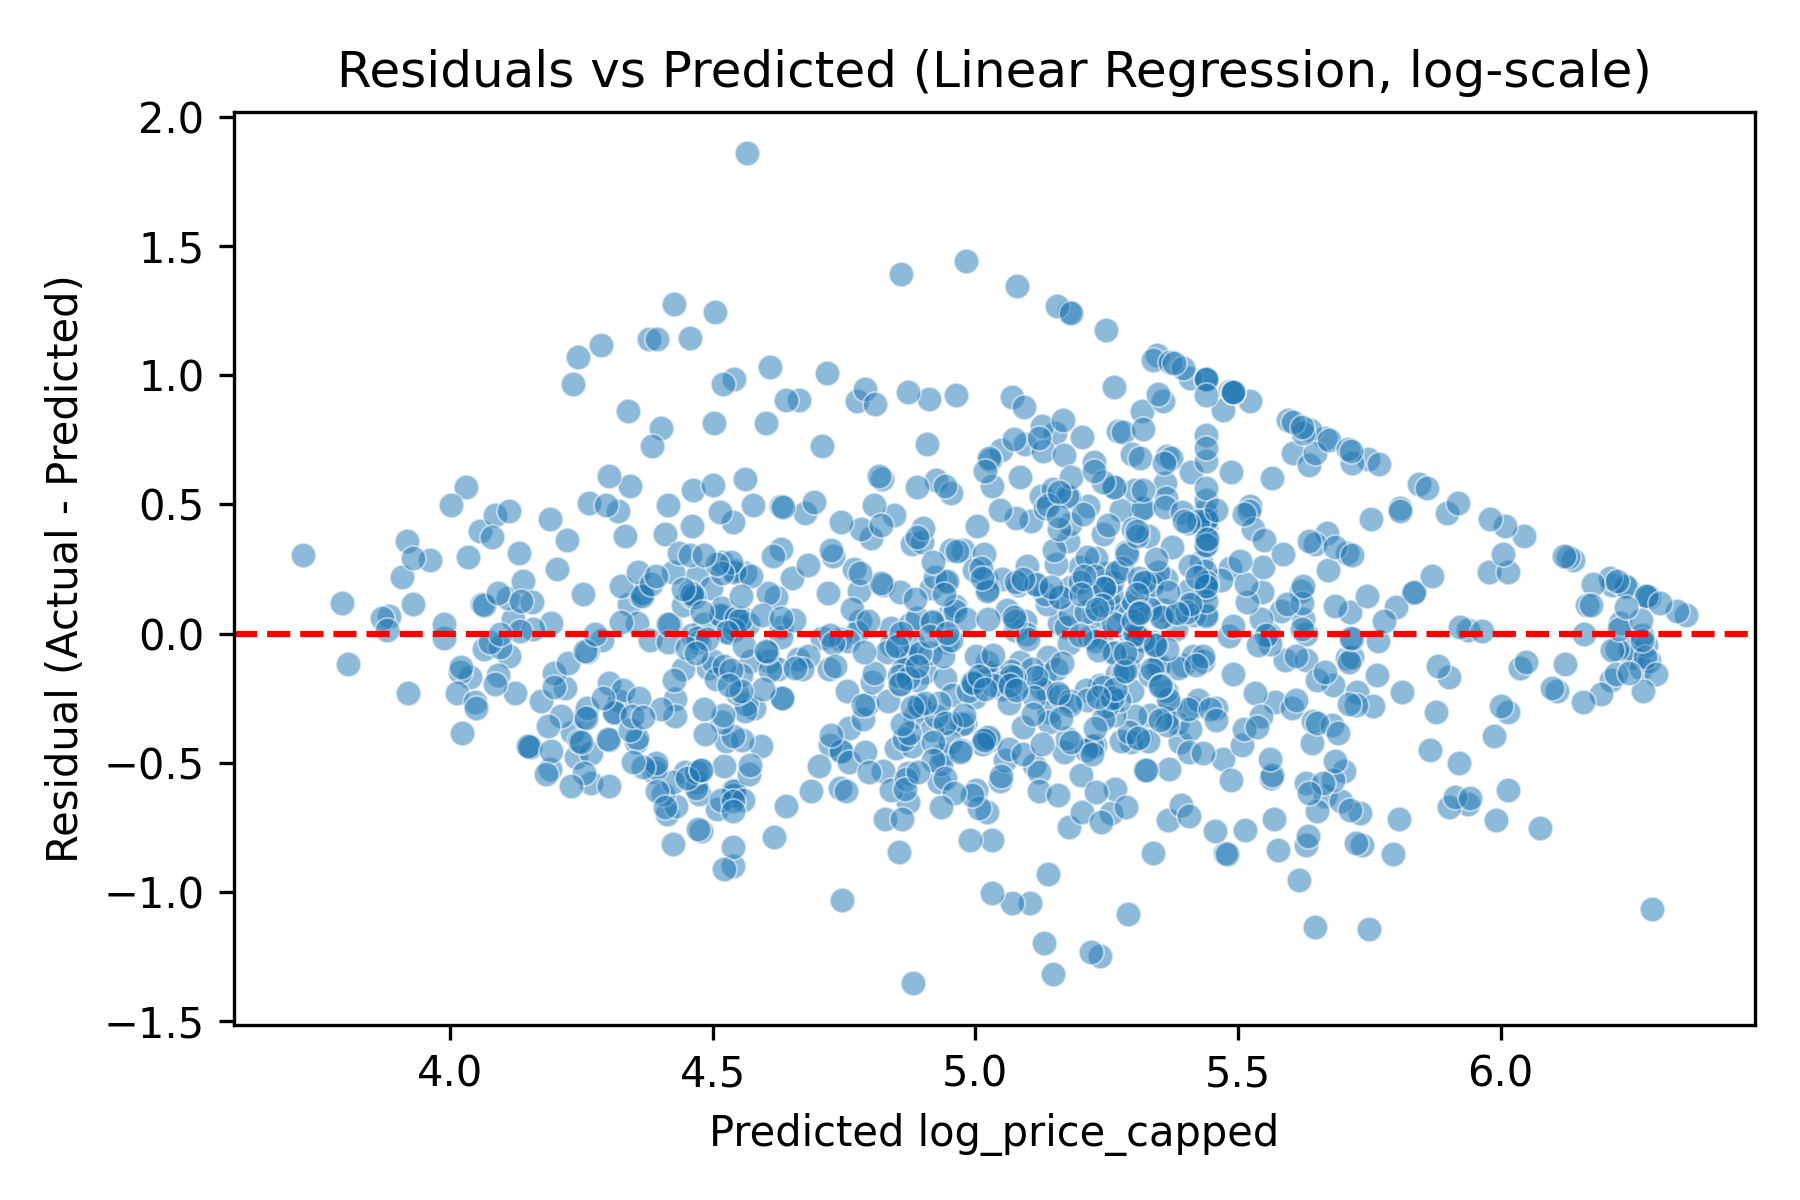 Residuals vs Predicted (Linear Regression, log-scale)
Residual (Actual - Predicted)
2.0
1.5
1.0
0.5
0.0
−0.5
−1.0
−1.5
4.0 4.5 5.0 5.5 6.0
Predicted log_price_capped